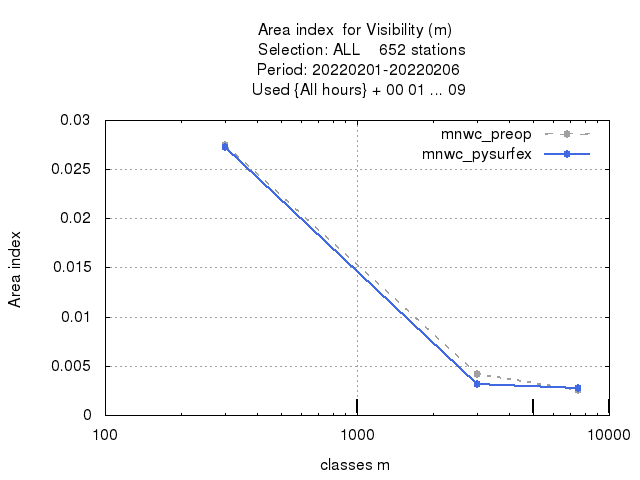 Area index  for Visibility (m)
Selection: ALL    652 stations
Period: 20220201-20220206
Used {All hours} + 00 01 ... 09
mnwc_preop
mnwc_pysurfex
Area index
0.03
0.025
0.02
0.015
0.01
0.005
0
100
1000
10000
classes m